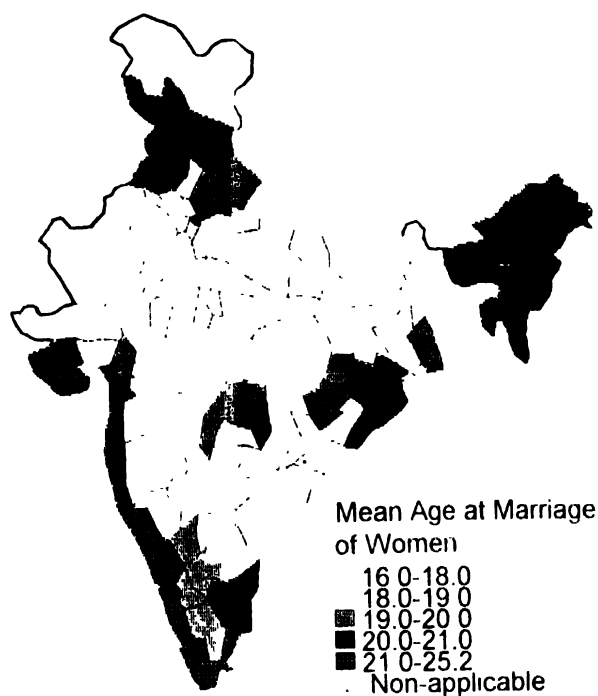 Mean Age at Marriage
of Women
16 0-18.0
18.0-19 0
19.0-20 0
20.0-21.0
21 0-25.2
Non-applicable